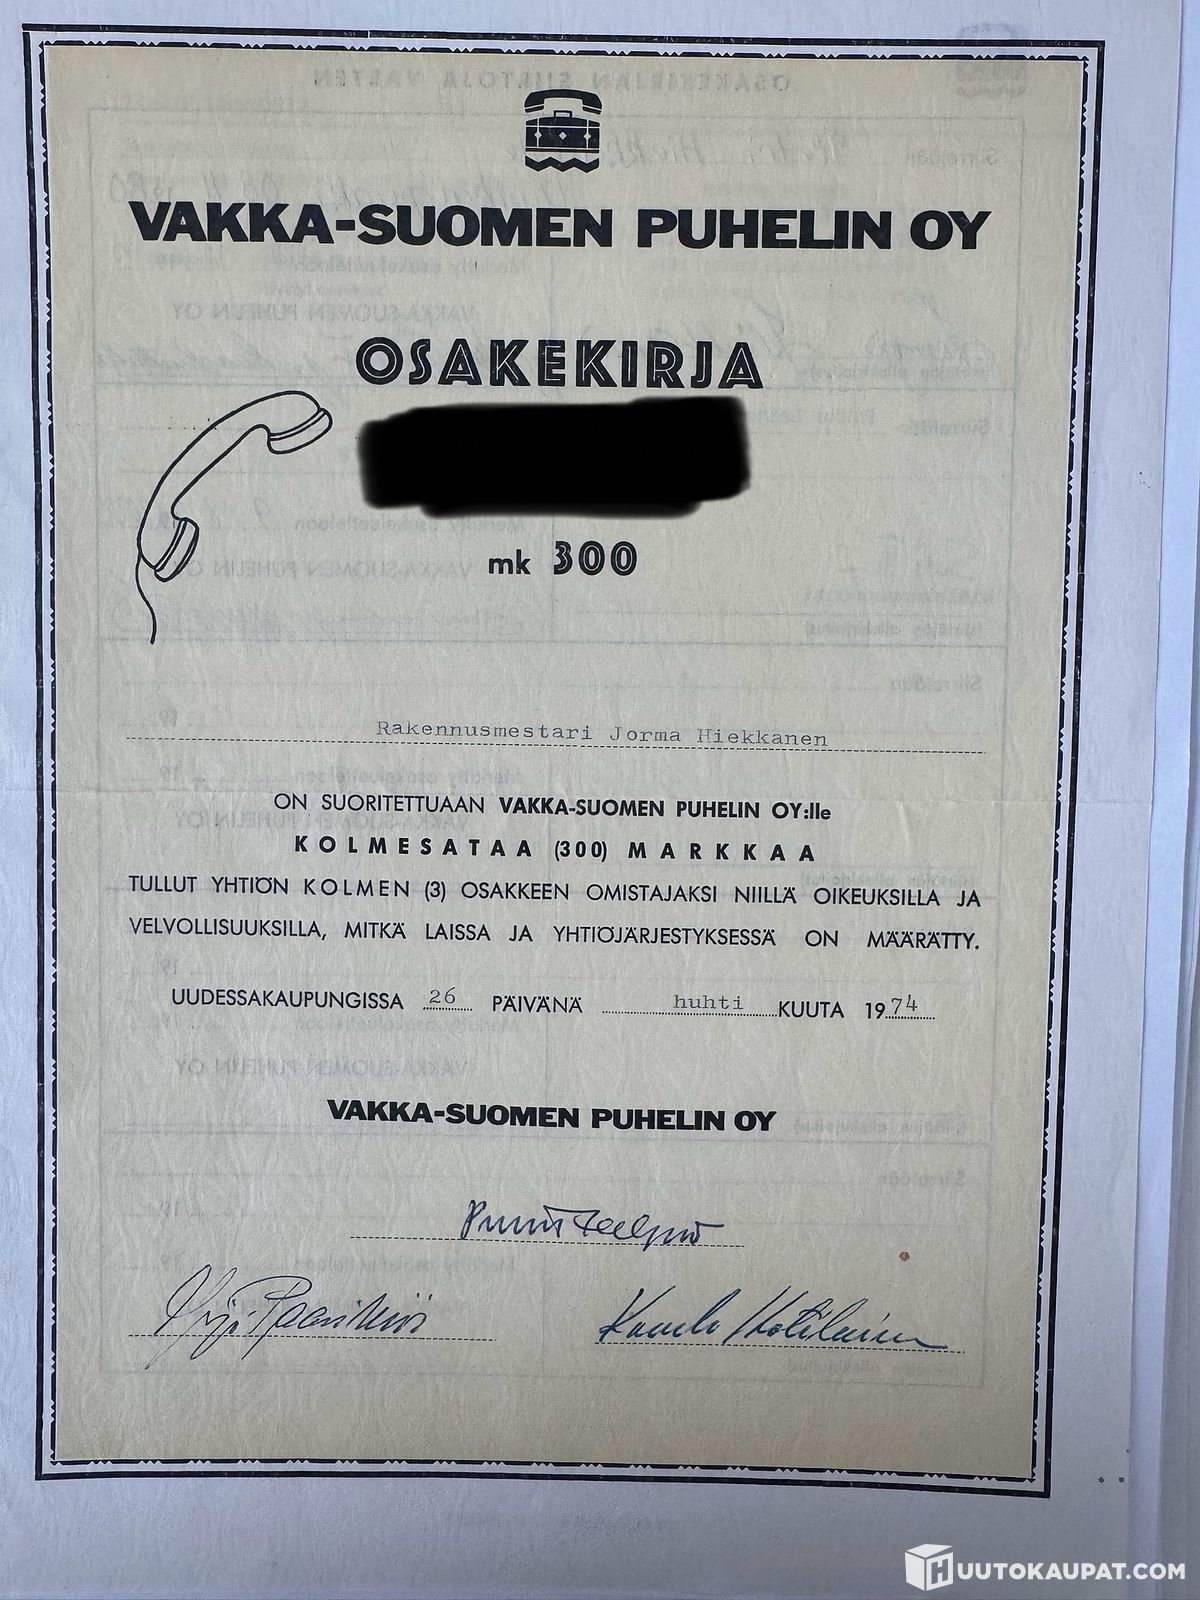 VAKKA-SUOMEN PUHELIN OY
OSAKEKIRJA
mk 300
Rakennusmestari Jorma Hiekkanen
ON SUORITETTUAAN VAKKA-SUOMEN PUHELIN OY:lle
KOLMESATAA (300) MARKKAA
TULLUT YHTIÖN KOLMEN (3) OSAKKEEN OMISTAJAKSI NIILLÄ OIKEUKSILLA JA
VELVOLLISUUKSILLA, MITKÄ LAISSA JA YHTIÖJÄRJESTYKSESSÄ ON MÄÄRÄTTY.
UUDESSAKAUPUNGISSA 26 PÄIVÄNÄ huhti KUUTA 1974
VAKKA-SUOMEN PUHELIN OY
Kotilainen
HUUTOKAUPAT.COM